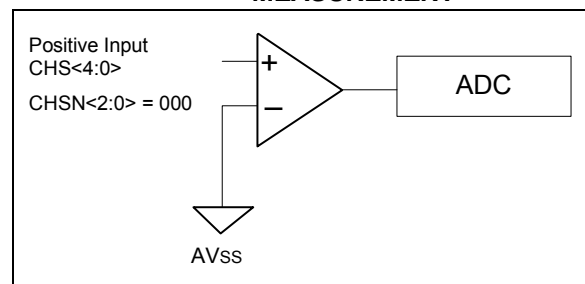 MEASUREMENT
Positive Input
CHS<4:0>
CHSN<2:0> = 000
+
–
ADC
AVSS